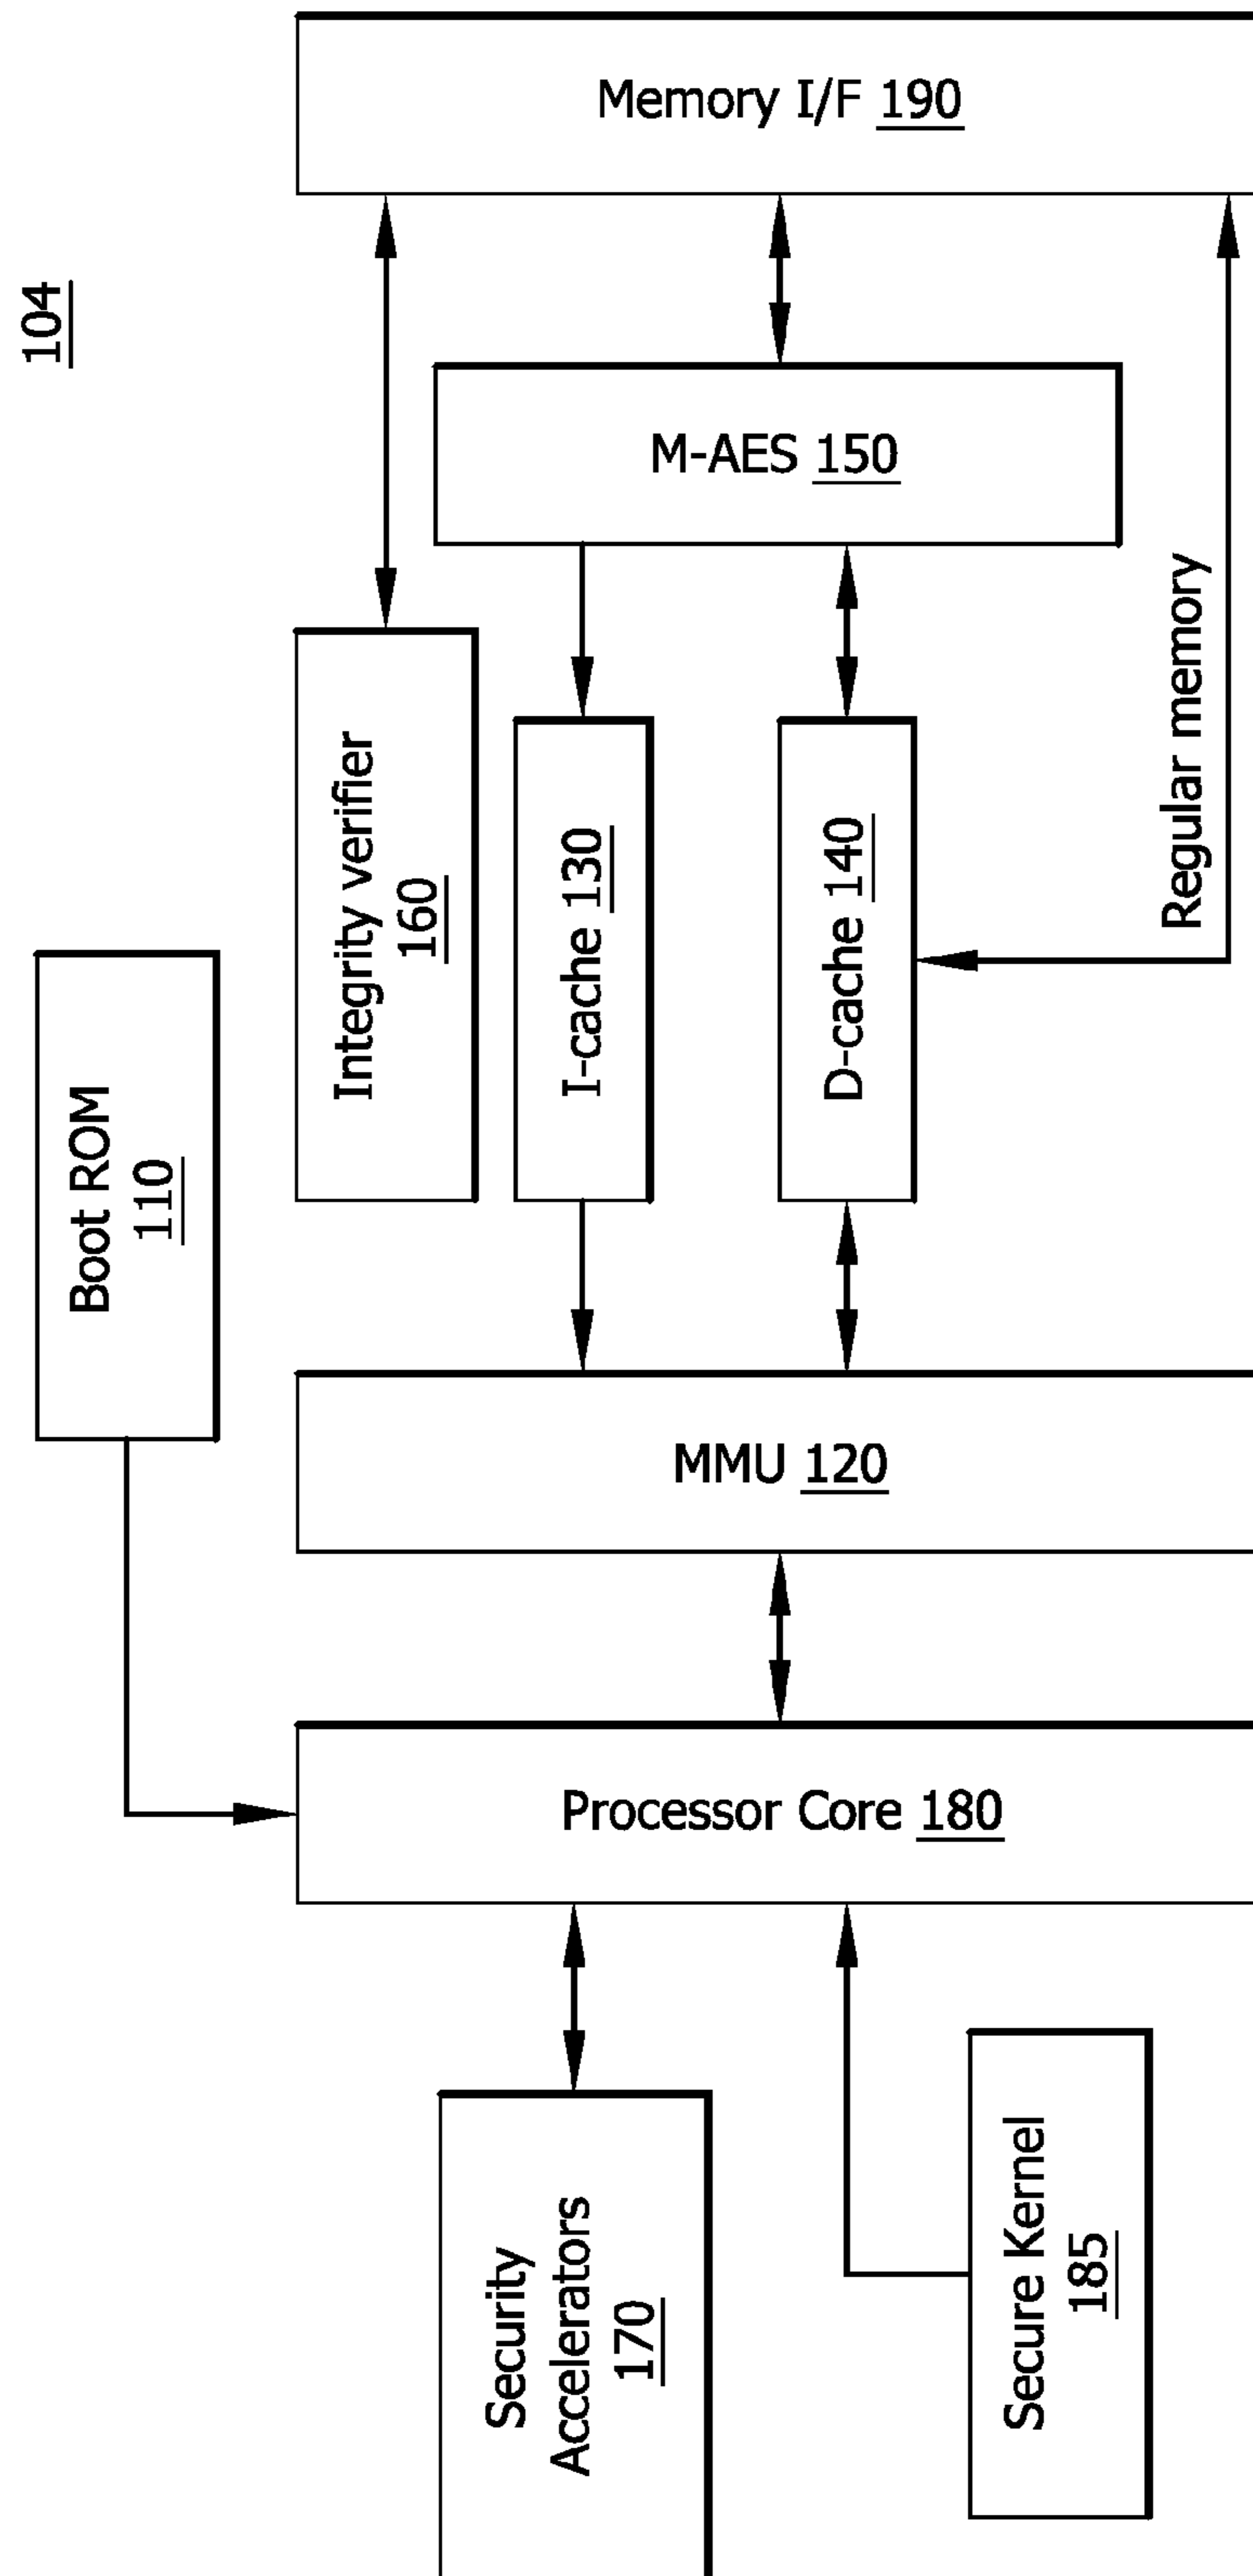 104
Memory I/F 190
M-AES 150
Regular memory
Integrity verifier
160
I-cache 130
D-cache 140
Boot ROM
110
MMU 120
Processor Core 180
Security
Accelerators
170
Secure Kernel
185